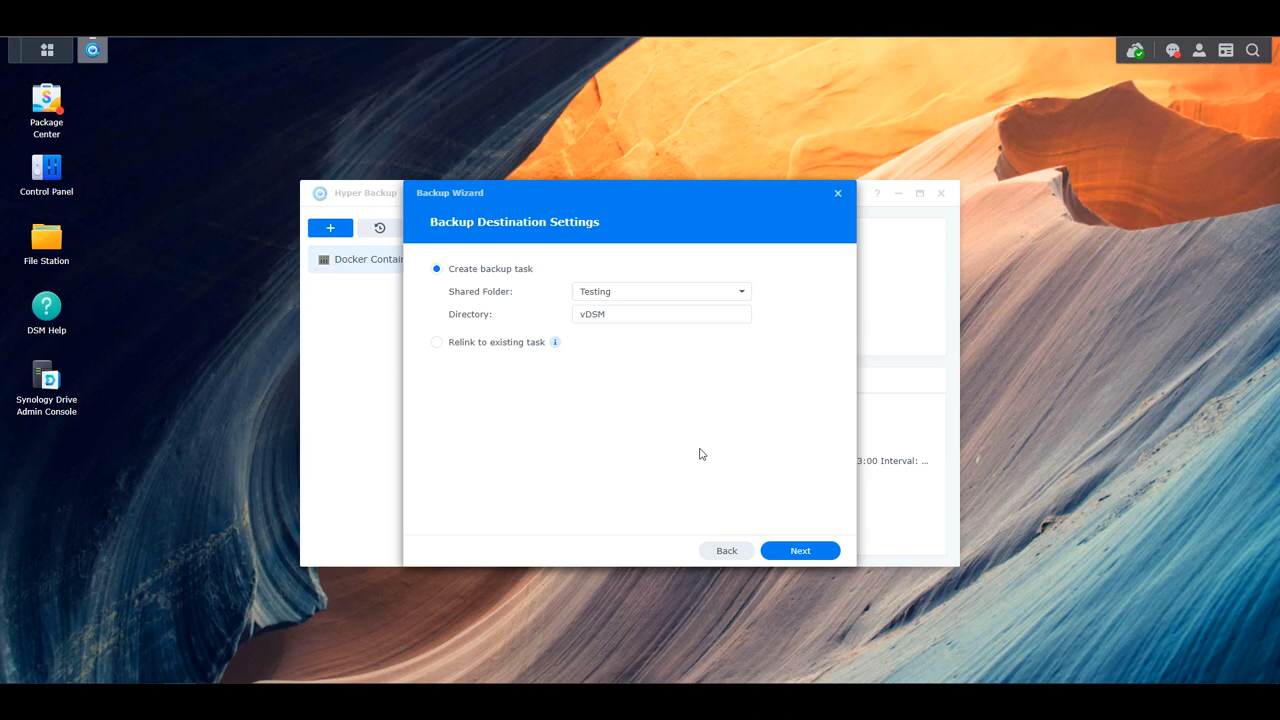 Package
Center
Control Panel
File Station
DSM Help
Synology Drive
Admin Console
Hyper Backup
Backup Wizard
Backup Destination Settings
Docker Contai
Create backup task
Shared Folder: Testing
Directory: vDSM
Relink to existing task
3:00 Interval: ...
Back Next